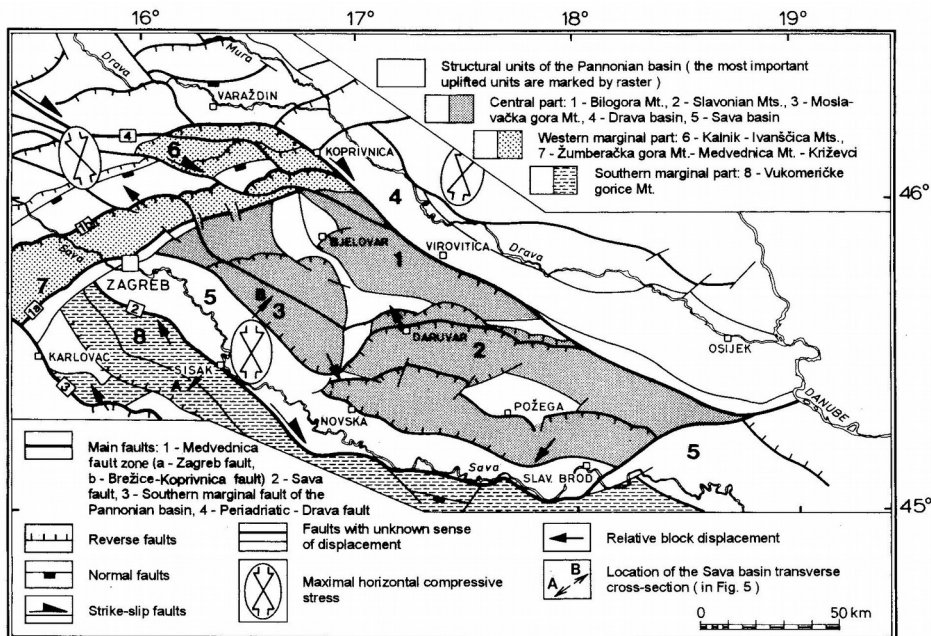 16°
17°
18°
19°
Structural units of the Pannonian basin ( the most important
uplifted units are marked by raster )
Central part: 1 - Bilogora Mt., 2 - Slavonian Mts., 3 - Mosla-
vačka gora Mt., 4 - Drava basin, 5 - Sava basin
Western marginal part: 6 - Kalnik - Ivanščica Mts.,
7 - Žumberačka gora Mt.- Medvednica Mt. - Križevci
Southern marginal part: 8 - Vukomeričke
gorice Mt.
Drava
Mura
VARAŽDIN
Drava
4
6
KOPRIVNICA
4
46°
1b
BJELOVAR
1
VIROVITICA
Drava
Sava
7
ZAGREB
5
B
3
1a
2
8
DARUVAR
2
OSIJEK
KARLOVAC
SISAK
A
3
NOVSKA
POŽEGA
DANUBE
5
Sava
SLAV. BROD
45°
Main faults: 1 - Medvednica
fault zone (a - Zagreb fault,
b - Brežice-Koprivnica fault) 2 - Sava
fault, 3 - Southern marginal fault of the
Pannonian basin, 4 - Periadriatic - Drava fault
Reverse faults
Normal faults
Strike-slip faults
Faults with unknown sense
of displacement
Maximal horizontal compressive
stress
Relative block displacement
A B
Location of the Sava basin transverse
cross-section ( in Fig. 5 )
0 50 km